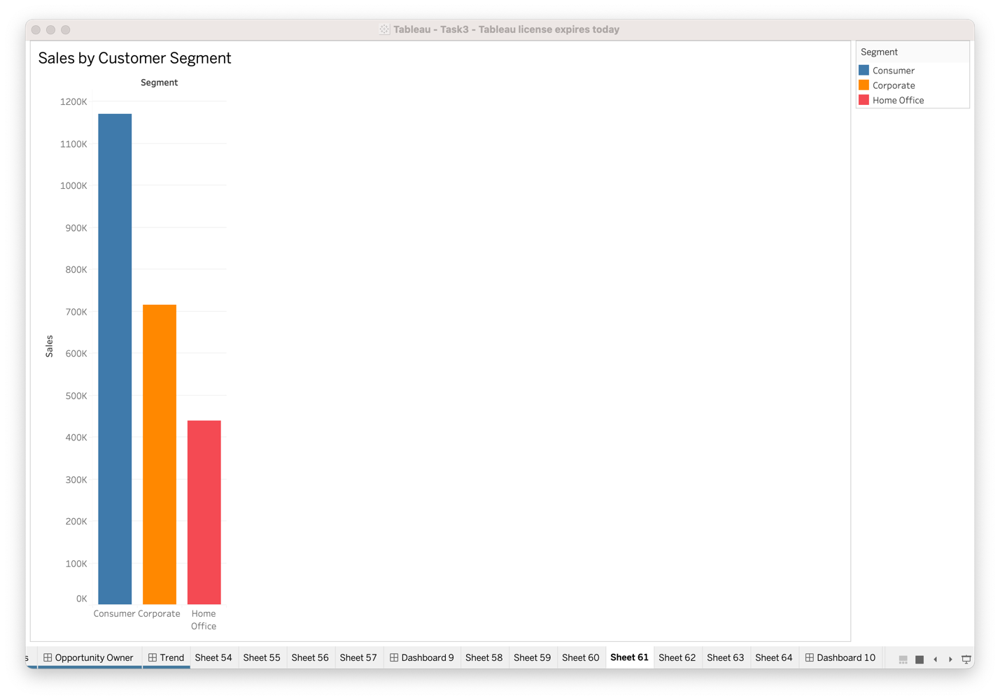 Tableau - Task3 - Tableau license expires today
Sales by Customer Segment
Segment
1200K
1100K
1000K
900K
800K
700K
600K
500K
400K
300K
200K
100K
0K
Sales
Consumer Corporate Home
Office
Segment
Consumer
Corporate
Home Office
s Opportunity Owner Trend Sheet 54 Sheet 55 Sheet 56 Sheet 57 Dashboard 9 Sheet 58 Sheet 59 Sheet 60 Sheet 61 Sheet 62 Sheet 63 Sheet 64 Dashboard 10